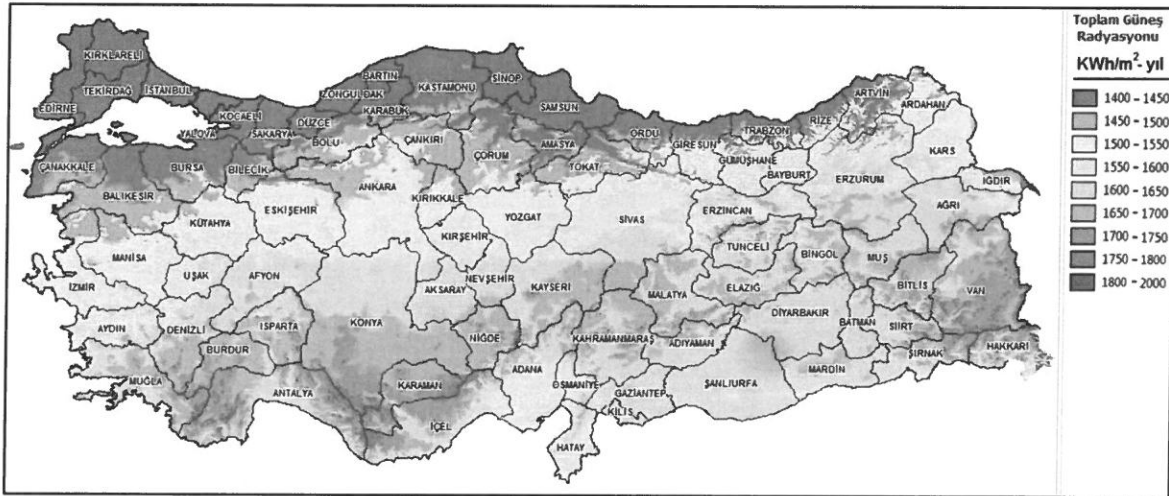 Toplam Güneş
Radyasyonu
KWh/m²- yıl
1400 - 1450
1450 - 1500
1500 - 1550
1550 - 1600
1600 - 1650
1650 - 1700
1700 - 1750
1750 - 1800
1800 - 2000
KIRKLARELİ
TEKİRDAĞ
İSTANBUL
EDİRNE
KOCAELİ
YALOVA
SAKARYA
DÜZCE
ZONGULDAK
BARTIN
KARABÜK
KASTAMONU
SİNOP
SAMSUN
ORDU
GİRESUN
TRABZON
RİZE
ARTVİN
ARDAHAN
KARS
ÇANAKKALE
BURSA
BİLECİK
BOLU
ÇANKIRI
ÇORUM
AMASYA
TOKAT
GÜMÜŞHANE
BAYBURT
ERZURUM
IĞDIR
AĞRI
BALIKESİR
KÜTAHYA
ESKİŞEHİR
ANKARA
KIRIKKALE
YOZGAT
SİVAS
ERZİNCAN
TUNCELİ
BİNGÖL
MUŞ
BİTLİS
VAN
MANİSA
UŞAK
AFYON
KIRŞEHİR
NEVŞEHİR
AKSARAY
KAYSERİ
MALATYA
ELAZIĞ
DİYARBAKIR
BATMAN
SİİRT
ŞIRNAK
HAKKARİ
İZMİR
AYDIN
DENİZLİ
ISPARTA
BURDUR
KONYA
NİĞDE
KAHRAMANMARAŞ
ADIYAMAN
MARDİN
MUĞLA
ANTALYA
KARAMAN
İÇEL
ADANA
OSMANİYE
GAZİANTEP
KİLİS
ŞANLIURFA
HATAY